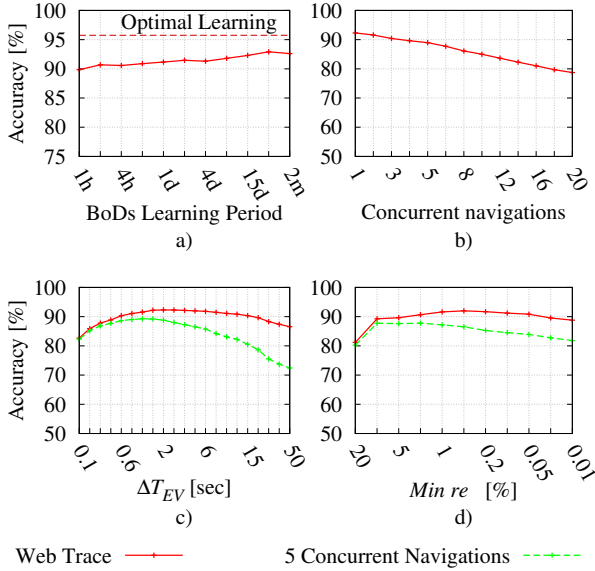 Optimal Learning
Accuracy [%]
100
95
90
85
80
75
1h
4h
1d
4d
15d
2m
BoDs Learning Period
a)
100
90
80
70
60
50
1
3
5
8
12
16
20
Concurrent navigations
b)
Accuracy [%]
100
90
80
70
60
50
0.1
0.6
2
6
15
50
ΔT_EV [sec]
c)
100
90
80
70
60
50
20
5
1
0.2
0.05
0.01
Min re [%]
d)
Web Trace
5 Concurrent Navigations